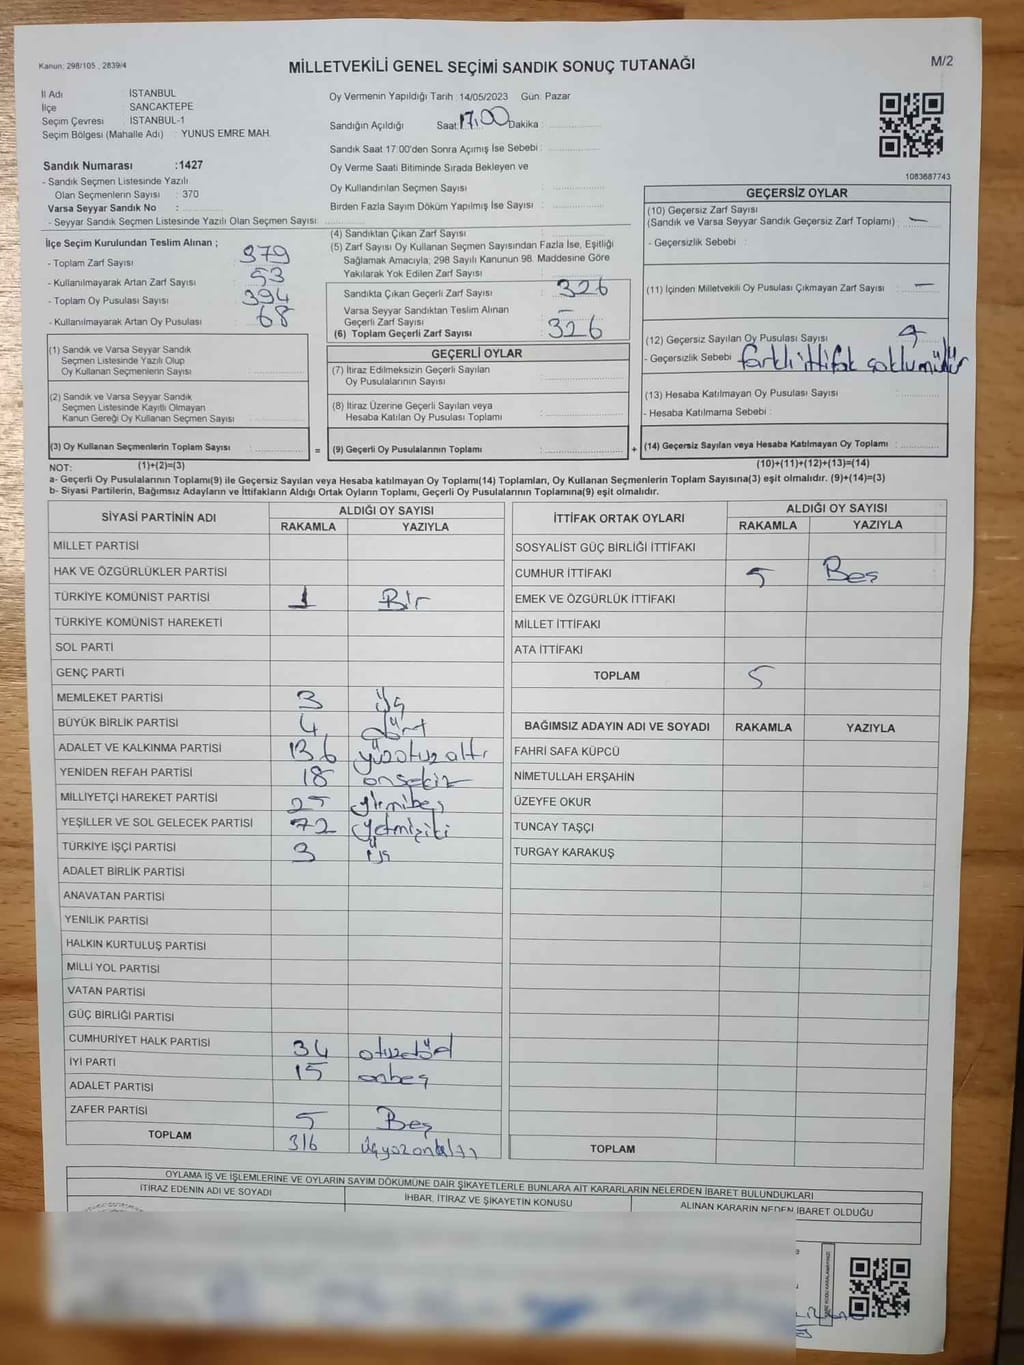 Kanun: 298/105 , 2839/4
MİLLETVEKİLİ GENEL SEÇİMİ SANDIK SONUÇ TUTANAĞI
M/2
İl Adı İSTANBUL
İlçe SANCAKTEPE
Seçim Çevresi İSTANBUL-1
Seçim Bölgesi (Mahalle Adı) : YUNUS EMRE MAH.
Oy Vermenin Yapıldığı Tarih :14/05/2023 Gün: Pazar
Sandığın Açıldığı Saat: 17:00 Dakika :
Sandık Saat 17:00'den Sonra Açılmış İse Sebebi :
Oy Verme Saati Bitiminde Sırada Bekleyen ve
Oy Kullandırılan Seçmen Sayısı :
Birden Fazla Sayım Döküm Yapılmış İse Sayısı :
1083687743
Sandık Numarası :1427
- Sandık Seçmen Listesinde Yazılı
Olan Seçmenlerin Sayısı : 370
Varsa Seyyar Sandık No :
- Seyyar Sandık Seçmen Listesinde Yazılı Olan Seçmen Sayısı:
İlçe Seçim Kurulundan Teslim Alınan ;
- Toplam Zarf Sayısı : 379
- Kullanılmayarak Artan Zarf Sayısı : 53
- Toplam Oy Pusulası Sayısı : 394
- Kullanılmayarak Artan Oy Pusulası : 68
(4) Sandıktan Çıkan Zarf Sayısı :
(5) Zarf Sayısı Oy Kullanan Seçmen Sayısından Fazla İse, Eşitliği
Sağlamak Amacıyla; 298 Sayılı Kanunun 98. Maddesine Göre
Yakılarak Yok Edilen Zarf Sayısı :
Sandıkta Çıkan Geçerli Zarf Sayısı : 326
Varsa Seyyar Sandıktan Teslim Alınan
Geçerli Zarf Sayısı : –
(6) Toplam Geçerli Zarf Sayısı : 326
GEÇERSİZ OYLAR
(10) Geçersiz Zarf Sayısı
(Sandık ve Varsa Seyyar Sandık Geçersiz Zarf Toplamı) : —
- Geçersizlik Sebebi :
(11) İçinden Milletvekili Oy Pusulası Çıkmayan Zarf Sayısı : —
(12) Geçersiz Sayılan Oy Pusulası Sayısı
- Geçersizlik Sebebi : farklı ittifak
(13) Hesaba Katılmayan Oy Pusulası Sayısı :
- Hesaba Katılmama Sebebi :
(1) Sandık ve Varsa Seyyar Sandık
Seçmen Listesinde Yazılı Olup
Oy Kullanan Seçmenlerin Sayısı :
(2) Sandık ve Varsa Seyyar Sandık
Seçmen Listesinde Kayıtlı Olmayan
Kanun Gereği Oy Kullanan Seçmen Sayısı :
(3) Oy Kullanan Seçmenlerin Toplam Sayısı :
GEÇERLİ OYLAR
(7) İtiraz Edilmeksizin Geçerli Sayılan
Oy Pusulalarının Sayısı :
(8) İtiraz Üzerine Geçerli Sayılan veya
Hesaba Katılan Oy Pusulası Toplamı :
= (9) Geçerli Oy Pusulalarının Toplamı :
+ (14) Geçersiz Sayılan veya Hesaba Katılmayan Oy Toplamı :
NOT: (1)+(2)=(3)
(10)+(11)+(12)+(13)=(14)
a- Geçerli Oy Pusulalarının Toplamı(9) ile Geçersiz Sayılan veya Hesaba katılmayan Oy Toplamı(14) Toplamları, Oy Kullanan Seçmenlerin Toplam Sayısına(3) eşit olmalıdır. (9)+(14)=(3)
b- Siyasi Partilerin, Bağımsız Adayların ve İttifakların Aldığı Ortak Oyların Toplamı, Geçerli Oy Pusulalarının Toplamına(9) eşit olmalıdır.
SİYASİ PARTİNİN ADI
ALDIĞI OY SAYISI
RAKAMLA YAZIYLA
MİLLET PARTİSİ
HAK VE ÖZGÜRLÜKLER PARTİSİ
TÜRKİYE KOMÜNİST PARTİSİ 1 Bir
TÜRKİYE KOMÜNİST HAREKETİ
SOL PARTİ
GENÇ PARTİ
MEMLEKET PARTİSİ 3 üç
BÜYÜK BİRLİK PARTİSİ 4 dört
ADALET VE KALKINMA PARTİSİ 136 yüzotuzaltı
YENİDEN REFAH PARTİSİ 18 onsekiz
MİLLİYETÇİ HAREKET PARTİSİ 25 yirmibeş
YEŞİLLER VE SOL GELECEK PARTİSİ 72 yetmişiki
TÜRKİYE İŞÇİ PARTİSİ 3 üç
ADALET BİRLİK PARTİSİ
ANAVATAN PARTİSİ
YENİLİK PARTİSİ
HALKIN KURTULUŞ PARTİSİ
MİLLİ YOL PARTİSİ
VATAN PARTİSİ
GÜÇ BİRLİĞİ PARTİSİ
CUMHURİYET HALK PARTİSİ 34 otuzdörd
İYİ PARTİ 15 onbeş
ADALET PARTİSİ
ZAFER PARTİSİ 5 Beş
TOPLAM 316 üçyüzonaltı
İTTİFAK ORTAK OYLARI
ALDIĞI OY SAYISI
RAKAMLA YAZIYLA
SOSYALİST GÜÇ BİRLİĞİ İTTİFAKI
CUMHUR İTTİFAKI 5 Beş
EMEK VE ÖZGÜRLÜK İTTİFAKI
MİLLET İTTİFAKI
ATA İTTİFAKI
TOPLAM 5
BAĞIMSIZ ADAYIN ADI VE SOYADI RAKAMLA YAZIYLA
FAHRİ SAFA KÜPCÜ
NİMETULLAH ERŞAHİN
ÜZEYFE OKUR
TUNCAY TAŞÇI
TURGAY KARAKUŞ
TOPLAM
OYLAMA İŞ VE İŞLEMLERİNE VE OYLARIN SAYIM DÖKÜMÜNE DAİR ŞİKAYETLERLE BUNLARA AİT KARARLARIN NELERDEN İBARET BULUNDUKLARI
İTİRAZ EDENİN ADI VE SOYADI İHBAR, İTİRAZ VE ŞİKAYETİN KONUSU ALINAN KARARIN NEDEN İBARET OLDUĞU